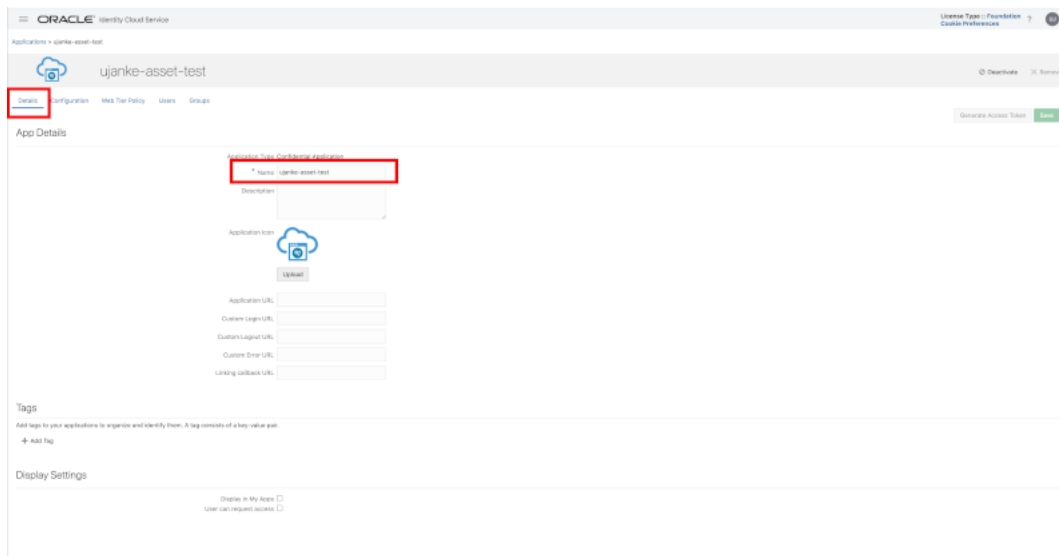 ORACLE Identity Cloud Service
License Type :: Foundation ?
Cookie Preferences
Applications > ujanke-asset-test
ujanke-asset-test
Deactivate Remove
Details Configuration Web Tier Policy Users Groups
Generate Access Token Save
App Details
Application Type Confidential Application
* Name ujanke-asset-test
Description
Application Icon
Upload
Application URL
Custom Login URL
Custom Logout URL
Custom Error URL
Linking callback URL
Tags
Add tags to your applications to organize and identify them. A tag consists of a key-value pair.
+ Add Tag
Display Settings
Display in My Apps
User can request access